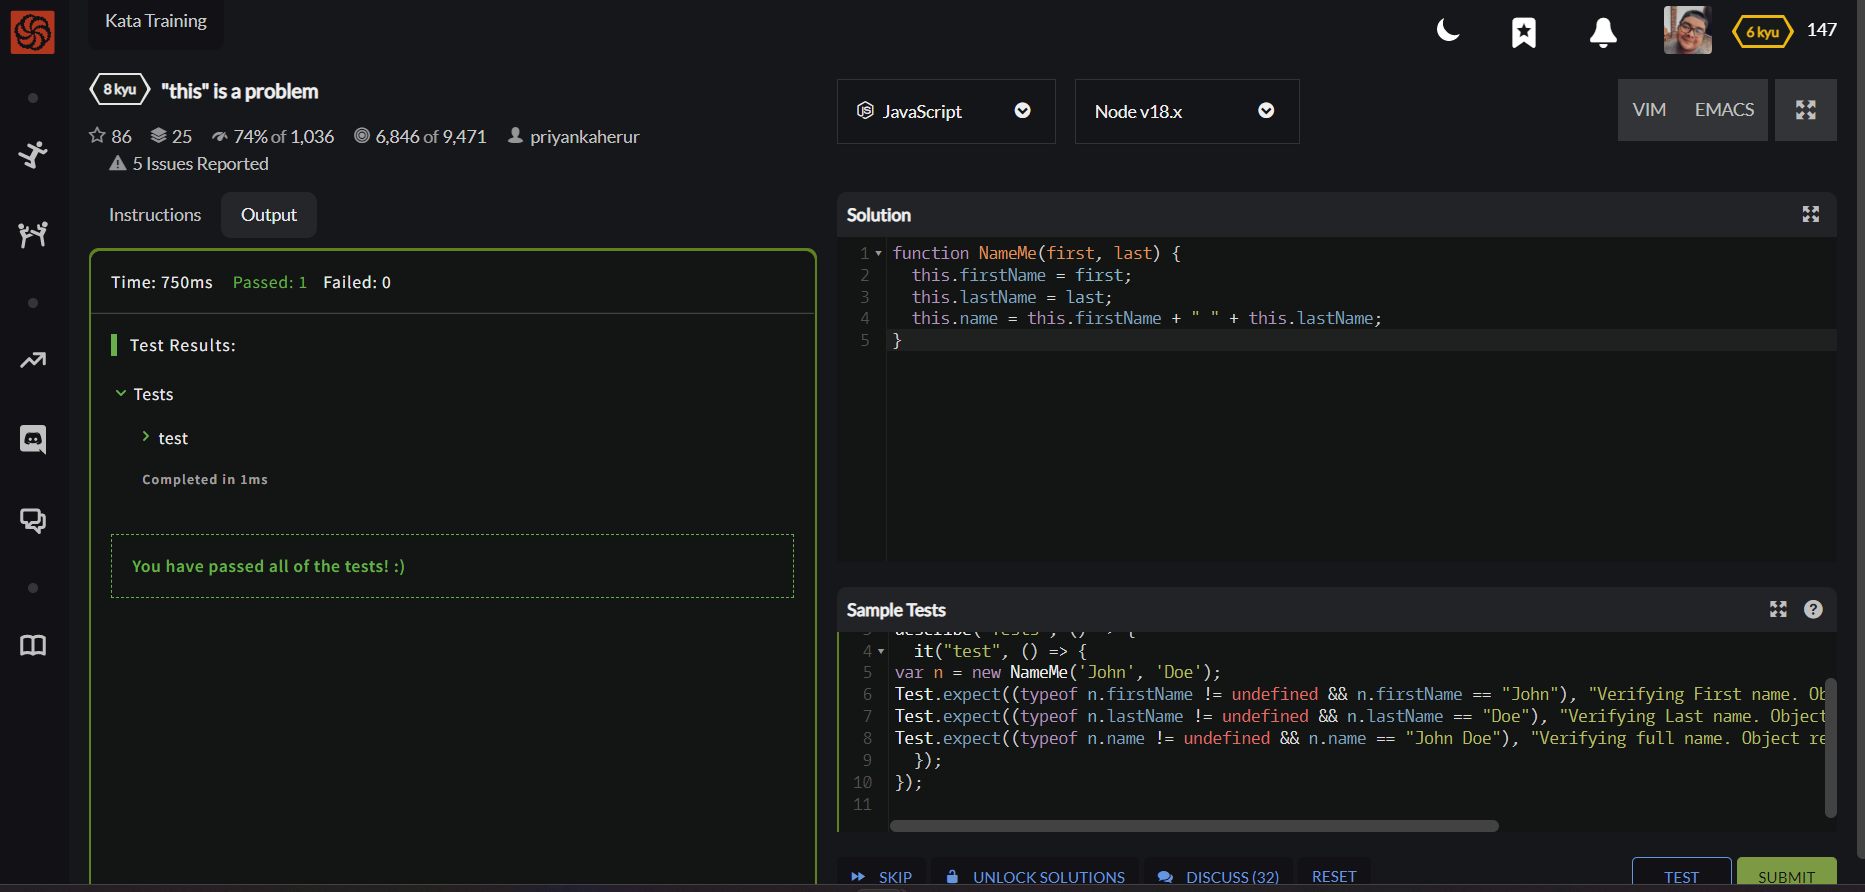 Kata Training
6 kyu
147
8 kyu
"this" is a problem
86 25 74% of 1,036 6,846 of 9,471 priyankaherur
5 Issues Reported
JavaScript
Node v18.x
VIM EMACS
Instructions
Output
Time: 750ms Passed: 1 Failed: 0
Test Results:
Tests
test
Completed in 1ms
You have passed all of the tests! :)
Solution
1 function NameMe(first, last) {
2 this.firstName = first;
3 this.lastName = last;
4 this.name = this.firstName + " " + this.lastName;
5 }
Sample Tests
4 it("test", () => {
5 var n = new NameMe('John', 'Doe');
6 Test.expect((typeof n.firstName != undefined && n.firstName == "John"), "Verifying First name. Ob
7 Test.expect((typeof n.lastName != undefined && n.lastName == "Doe"), "Verifying Last name. Object
8 Test.expect((typeof n.name != undefined && n.name == "John Doe"), "Verifying full name. Object re
9 });
10 });
11
SKIP
UNLOCK SOLUTIONS
DISCUSS (32)
RESET
TEST
SUBMIT